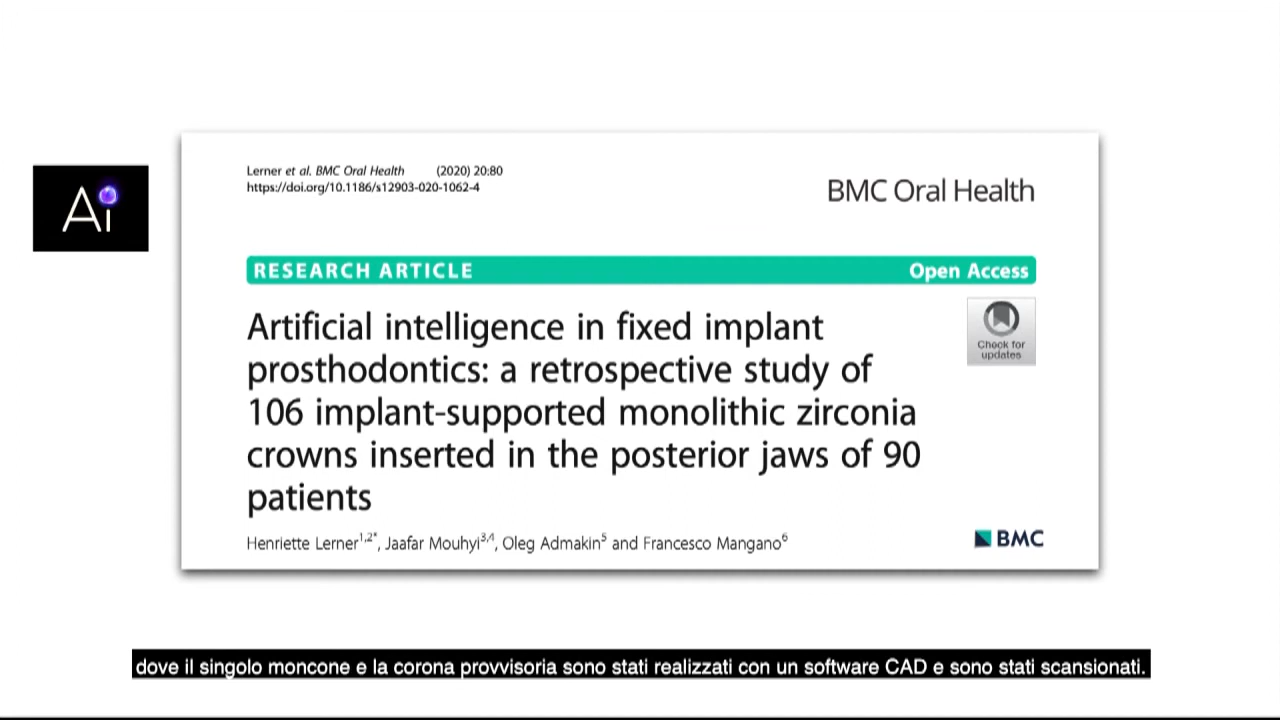 Lerner et al. BMC Oral Health (2020) 20:80
https://doi.org/10.1186/s12903-020-1062-4
BMC Oral Health
Ai
RESEARCH ARTICLE Open Access
Artificial intelligence in fixed implant
prosthodontics: a retrospective study of
106 implant-supported monolithic zirconia
crowns inserted in the posterior jaws of 90
patients
Check for
updates
Henriette Lerner1,2*, Jaafar Mouhyi3,4, Oleg Admakin5 and Francesco Mangano6
BMC
dove il singolo moncone e la corona provvisoria sono stati realizzati con un software CAD e sono stati scansionati.